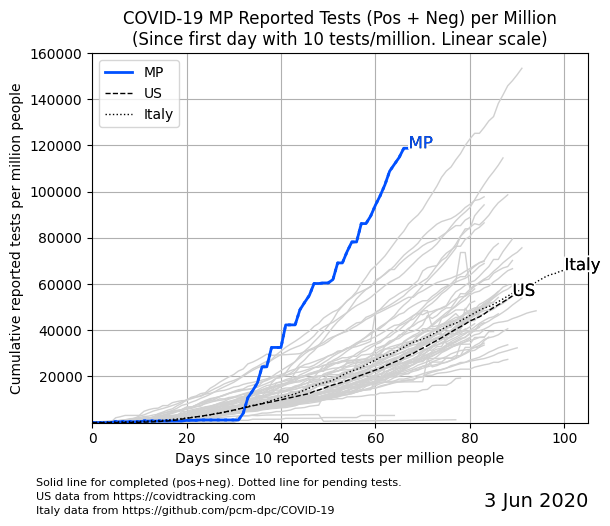 COVID-19 MP Reported Tests (Pos + Neg) per Million
(Since first day with 10 tests/million. Linear scale)
Cumulative reported tests per million people
160000
140000
120000
100000
80000
60000
40000
20000
MP
US
Italy
MP
Italy
US
0 20 40 60 80 100
Days since 10 reported tests per million people
Solid line for completed (pos+neg). Dotted line for pending tests.
US data from https://covidtracking.com
Italy data from https://github.com/pcm-dpc/COVID-19
3 Jun 2020